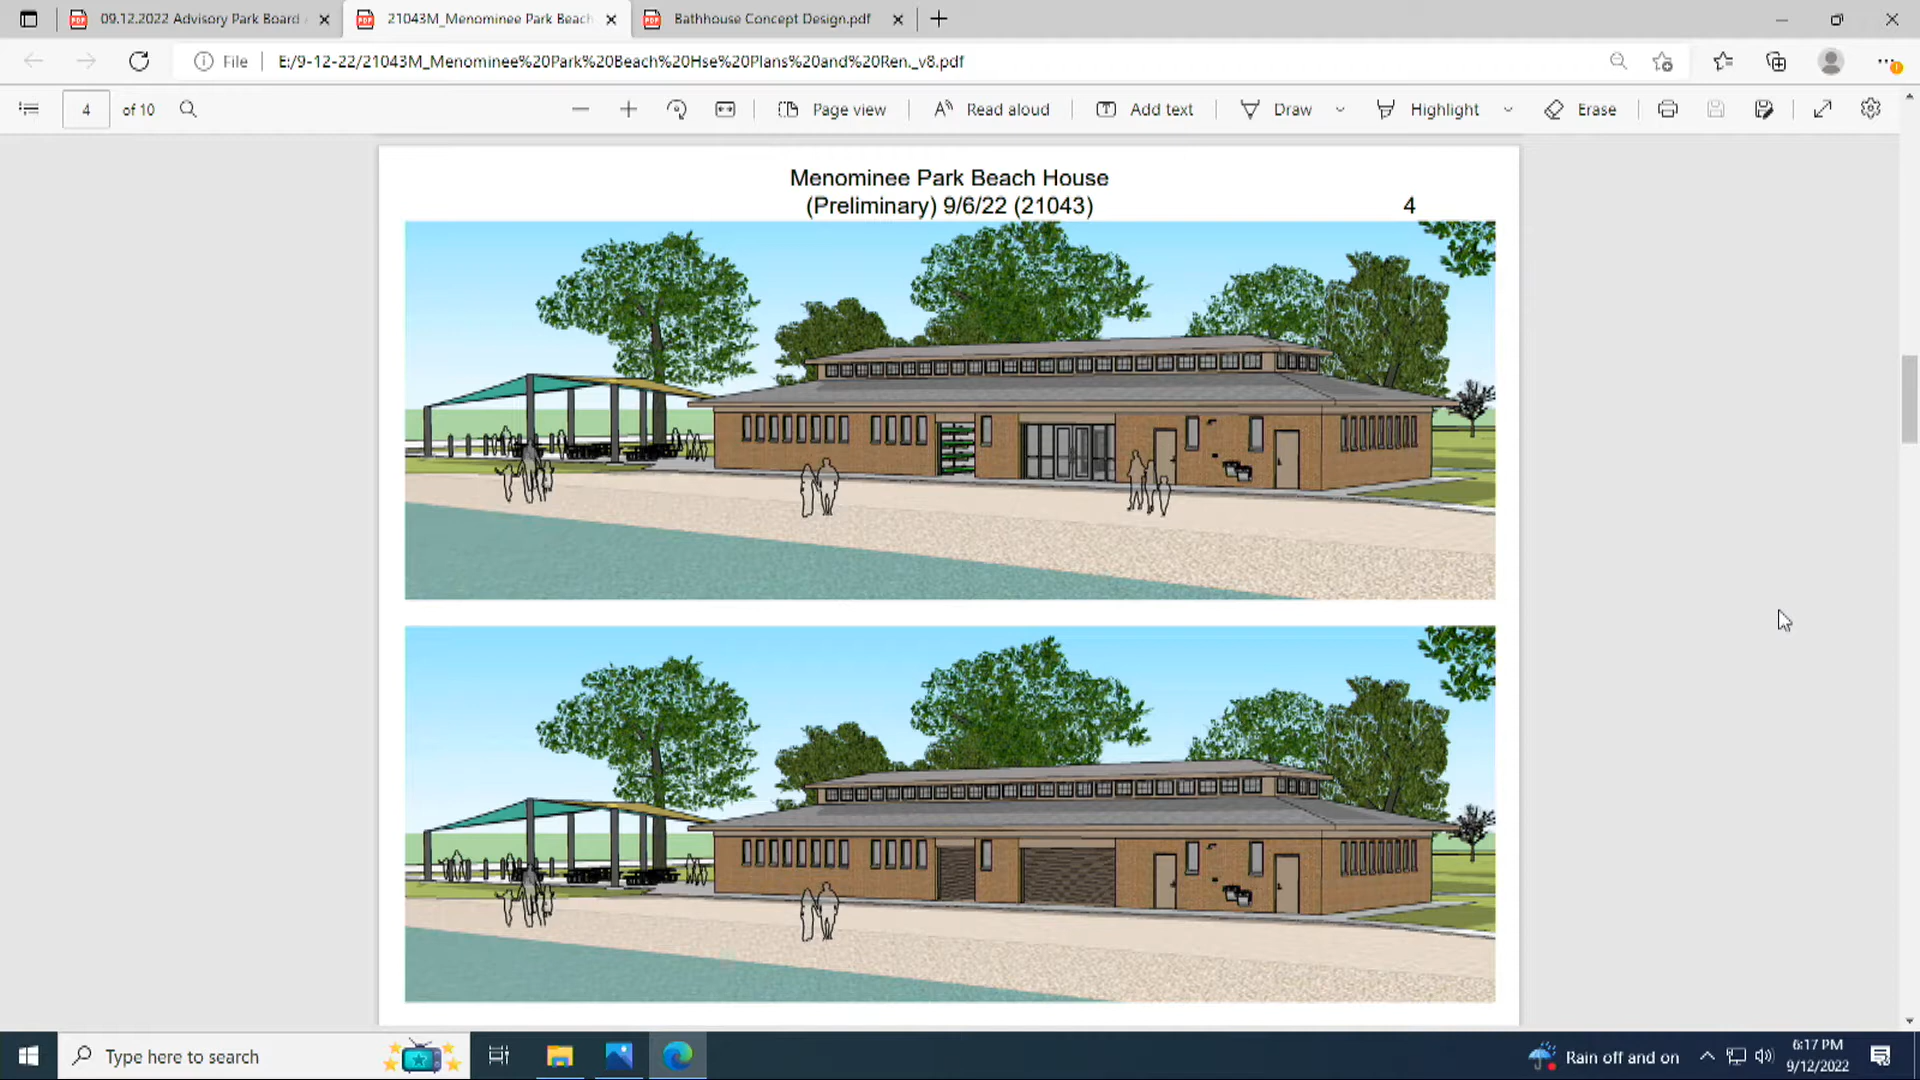 09.12.2022 Advisory Park Board
21043M_Menominee Park Beach
Bathhouse Concept Design.pdf
File
E:/9-12-22/21043M_Menominee%20Park%20Beach%20Hse%20Plans%20and%20Ren._v8.pdf
4 of 10
Page view
Read aloud
Add text
Draw
Highlight
Erase
Menominee Park Beach House
(Preliminary) 9/6/22 (21043)
4
Type here to search
Rain off and on
6:17 PM
9/12/2022